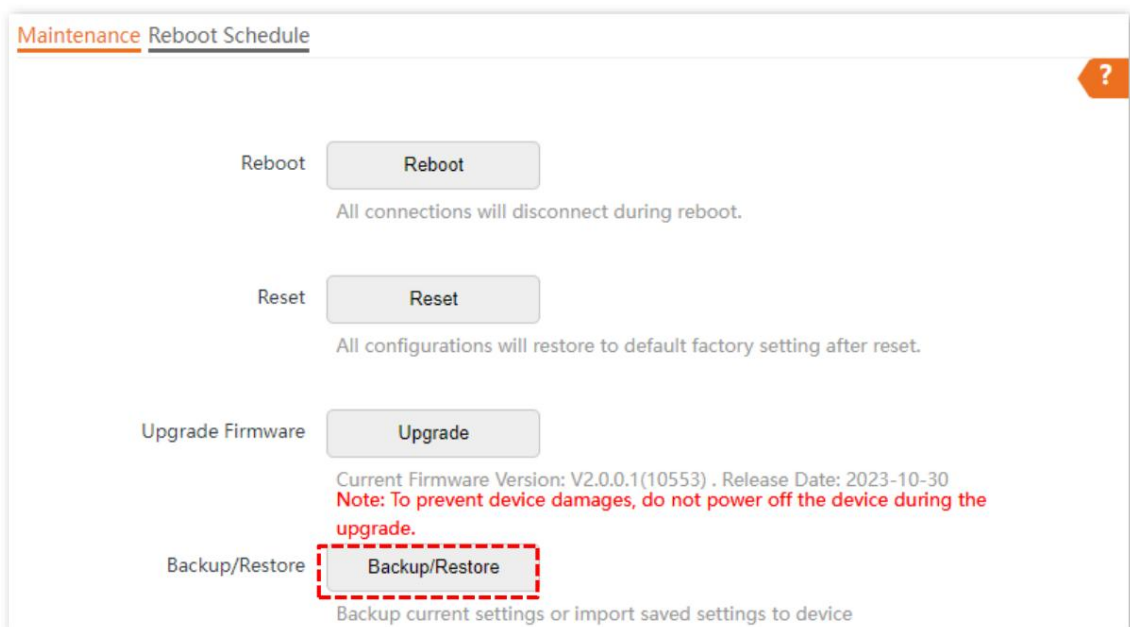 Maintenance Reboot Schedule
?
Reboot Reboot
All connections will disconnect during reboot.
Reset Reset
All configurations will restore to default factory setting after reset.
Upgrade Firmware Upgrade
Current Firmware Version: V2.0.0.1(10553) . Release Date: 2023-10-30
Note: To prevent device damages, do not power off the device during the
upgrade.
Backup/Restore Backup/Restore
Backup current settings or import saved settings to device